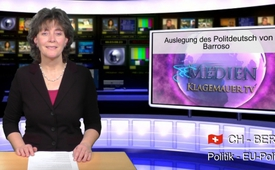 Auslegung des Politdeutsch von
Barroso
MEDIEN
KLAGEMAUER.TV
CH - BER
Politik - EU-Pol